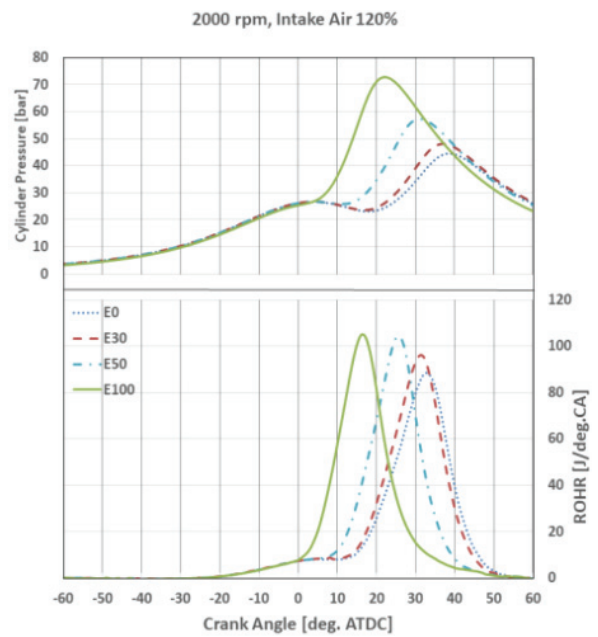 2000 rpm, Intake Air 120%
Cylinder Pressure [bar]
80
70
60
50
40
30
20
10
0
E0
E30
E50
E100
120
100
80
60
40
20
0
ROHR [J/deg.CA]
-60 -50 -40 -30 -20 -10 0 10 20 30 40 50 60
Crank Angle [deg. ATDC]